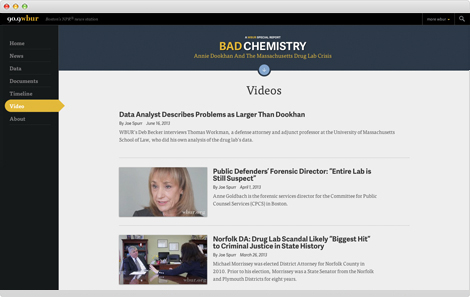 90.9wbur
Boston's NPR® news station
more wbur
Home
News
Data
Documents
Timeline
Video
About
WBUR SPECIAL REPORT
BAD CHEMISTRY
Annie Dookhan And The Massachusetts Drug Lab Crisis
Videos
Data Analyst Describes Problems as Larger Than Dookhan
By Joe Spurr June 16, 2013
WBUR's Deb Becker interviews Thomas Workman, a defense attorney and adjunct professor at the University of Massachusetts
School of Law, who did his own analysis of the drug lab's data.
Public Defenders' Forensic Director: "Entire Lab is
Still Suspect"
By Joe Spurr April 1, 2013
Anne Goldbach is the forensic services director for the Committee for Public
Counsel Services (CPCS) in Boston.
wbur.org
Norfolk DA: Drug Lab Scandal Likely "Biggest Hit"
to Criminal Justice in State History
By Joe Spurr March 26, 2013
Michael Morrissey was elected District Attorney for Norfolk County in
2010. Prior to his election, Morrissey was a State Senator from the Norfolk
and Plymouth Districts for eight years.
wbur.org